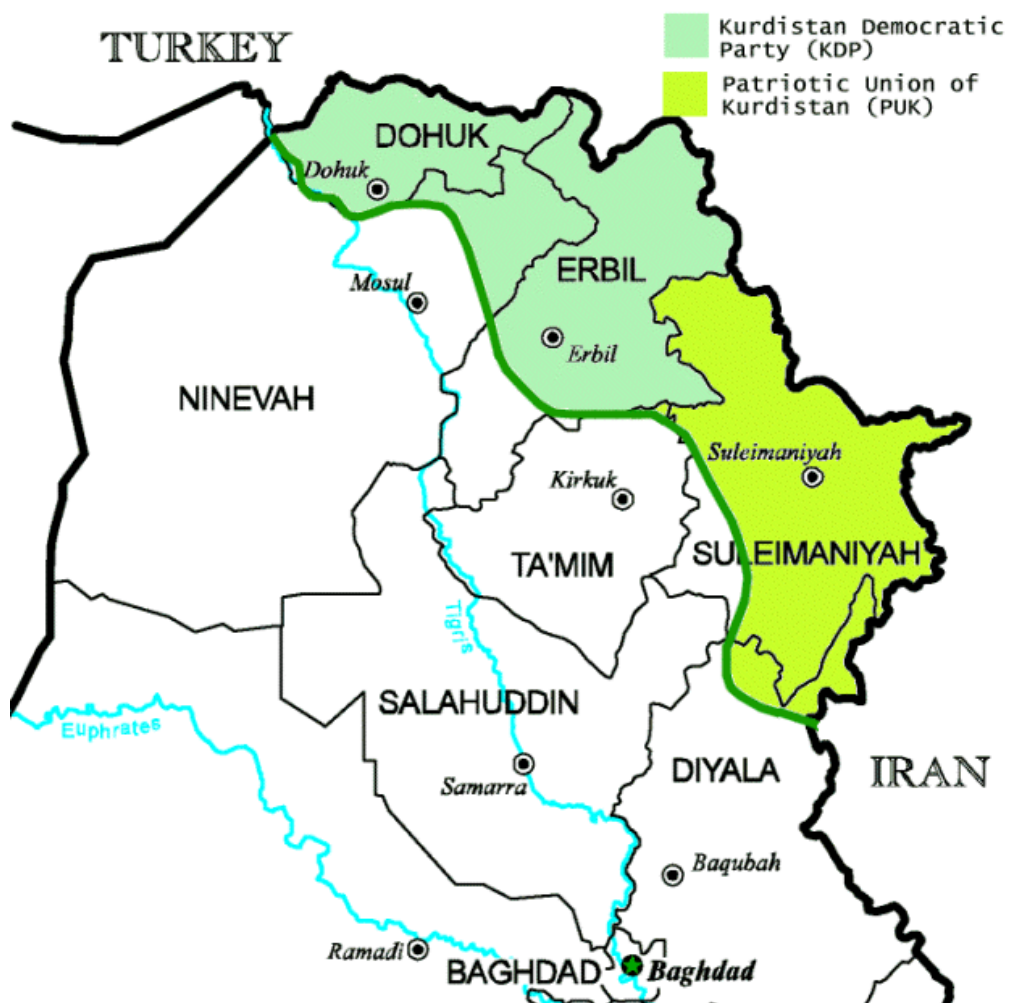 TURKEY
Kurdistan Democratic
Party (KDP)
Patriotic Union of
Kurdistan (PUK)
DOHUK
Dohuk
ERBIL
Mosul
Erbil
NINEVAH
Suleimaniyah
Kirkuk
SULEIMANIYAH
TA'MIM
Tigris
SALAHUDDIN
Euphrates
DIYALA
IRAN
Samarra
Baqubah
Ramadi
BAGHDAD
Baghdad